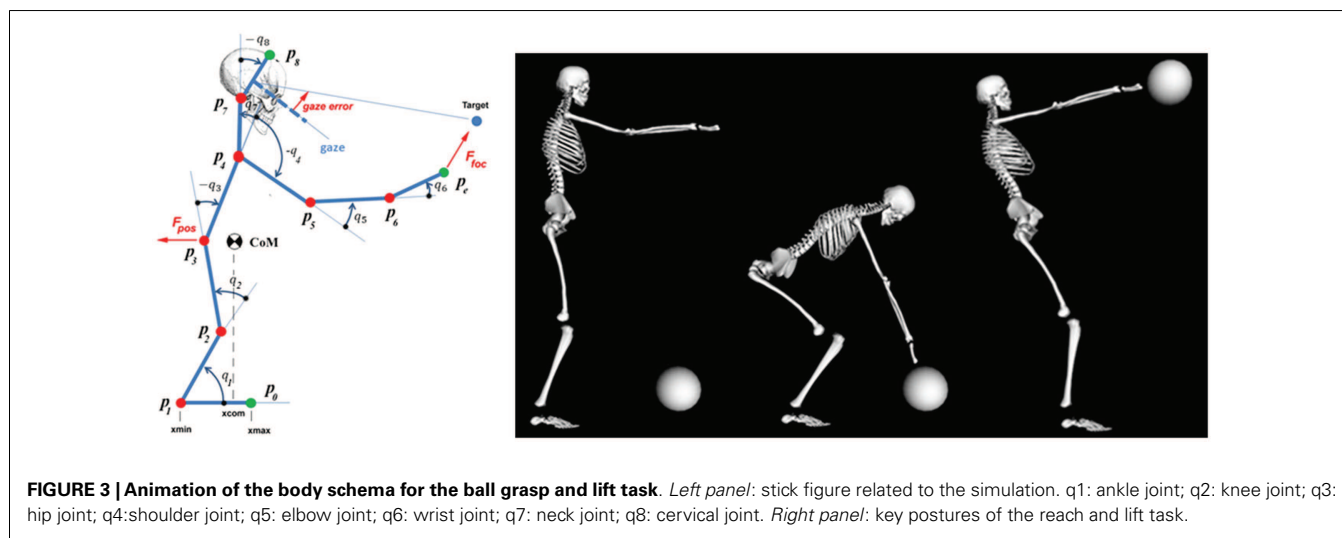 −q8
p8
p7
q7
gaze error
Target
gaze
p4
-q4
Ffoc
−q3
q6
pe
p5
q5
p6
Fpos
p3
CoM
q2
p2
q1
p1
p0
xcom
xmin
xmax
FIGURE 3 | Animation of the body schema for the ball grasp and lift task. Left panel: stick figure related to the simulation. q1: ankle joint; q2: knee joint; q3:
hip joint; q4:shoulder joint; q5: elbow joint; q6: wrist joint; q7: neck joint; q8: cervical joint. Right panel: key postures of the reach and lift task.